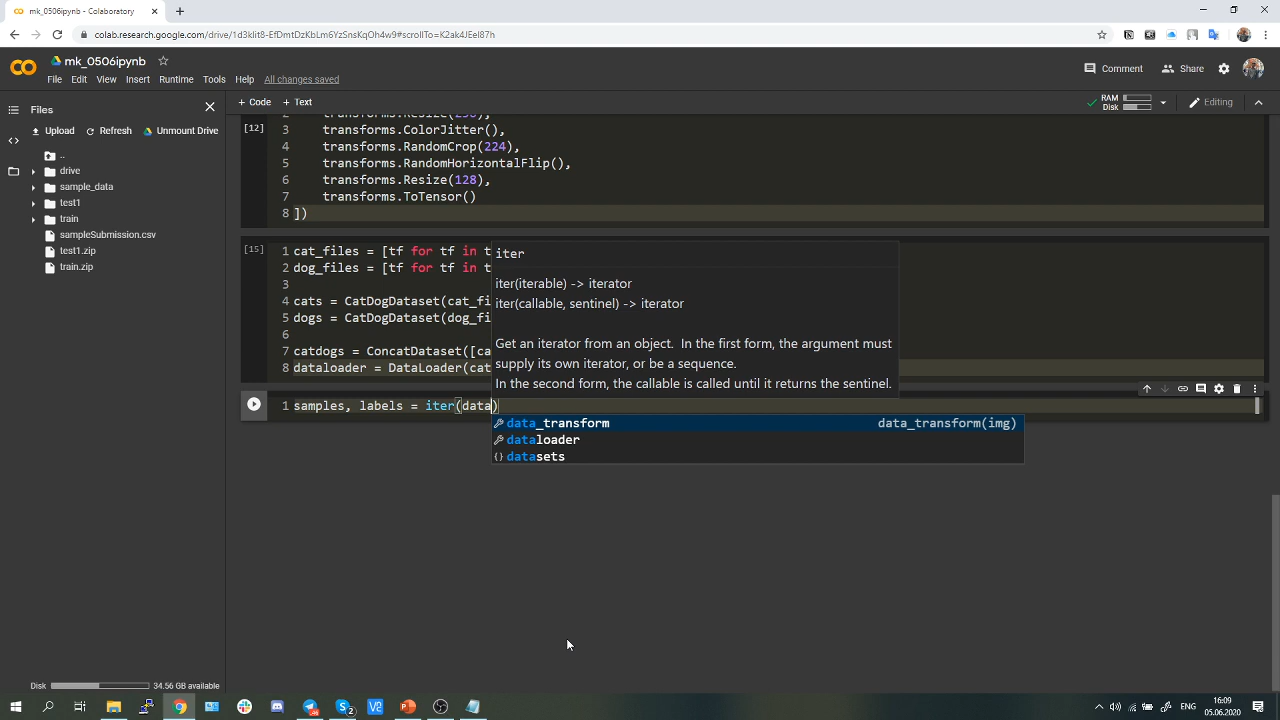 mk_0506ipynb - Colaboratory
colab.research.google.com/drive/1d3klit8-EfDmtDzKbLm6YzSnsKqOh4w9#scrollTo=K2ak4JEel87h
mk_0506ipynb
File Edit View Insert Runtime Tools Help All changes saved
Comment Share
+ Code + Text
RAM
Disk
Editing
Files
Upload Refresh Unmount Drive
..
drive
sample_data
test1
train
sampleSubmission.csv
test1.zip
train.zip
Disk 34.56 GB available
[12]
3 transforms.ColorJitter(),
4 transforms.RandomCrop(224),
5 transforms.RandomHorizontalFlip(),
6 transforms.Resize(128),
7 transforms.ToTensor()
8 ])
[15]
1 cat_files = [tf for tf in t
2 dog_files = [tf for tf in t
3
4 cats = CatDogDataset(cat_fi
5 dogs = CatDogDataset(dog_fi
6
7 catdogs = ConcatDataset([ca
8 dataloader = DataLoader(cat
iter
iter(iterable) -> iterator
iter(callable, sentinel) -> iterator
Get an iterator from an object. In the first form, the argument must
supply its own iterator, or be a sequence.
In the second form, the callable is called until it returns the sentinel.
1 samples, labels = iter(data)
data_transform data_transform(img)
dataloader
datasets
16:09
05.06.2020